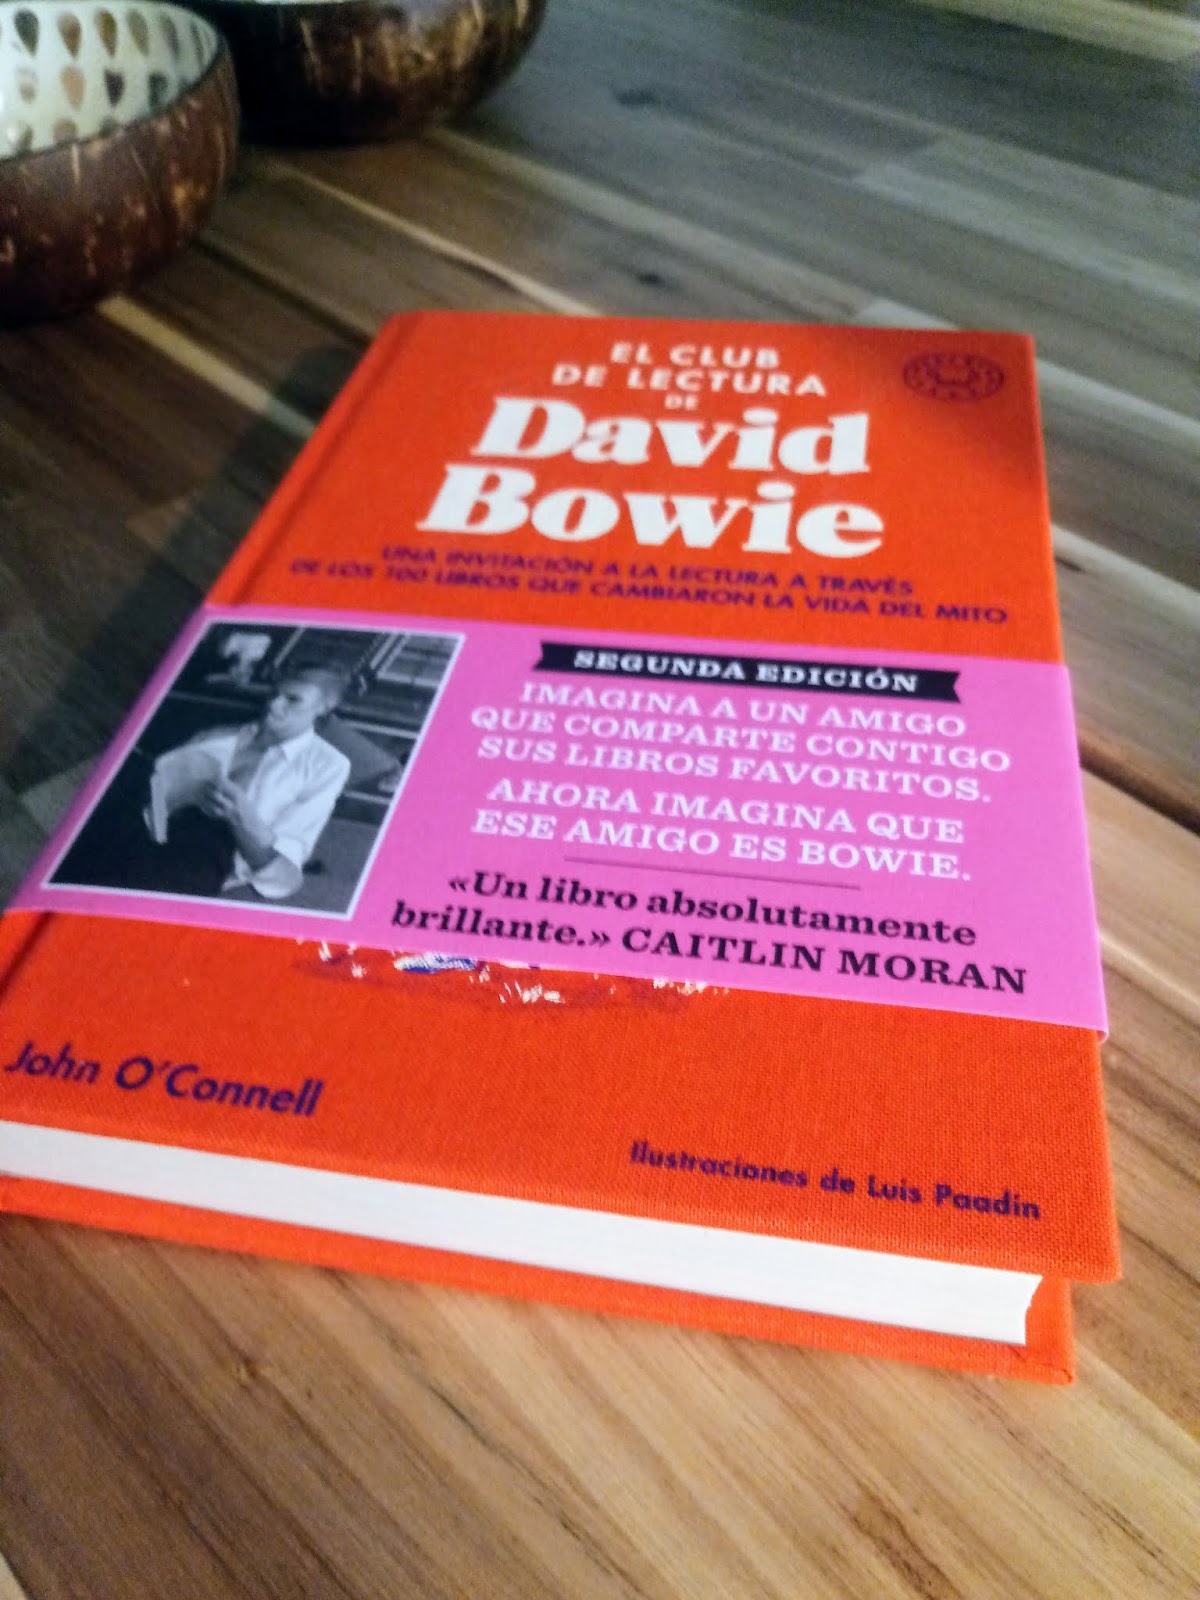 EL CLUB
DE LECTURA
DE
David
Bowie
UNA INVITACIÓN A LA LECTURA A TRAVÉS
DE LOS 100 LIBROS QUE CAMBIARON LA VIDA DEL MITO
SEGUNDA EDICIÓN
IMAGINA A UN AMIGO
QUE COMPARTE CONTIGO
SUS LIBROS FAVORITOS.
AHORA IMAGINA QUE
ESE AMIGO ES BOWIE.
«Un libro absolutamente
brillante.» CAITLIN MORAN
John O'Connell
Ilustraciones de Luis Paadin